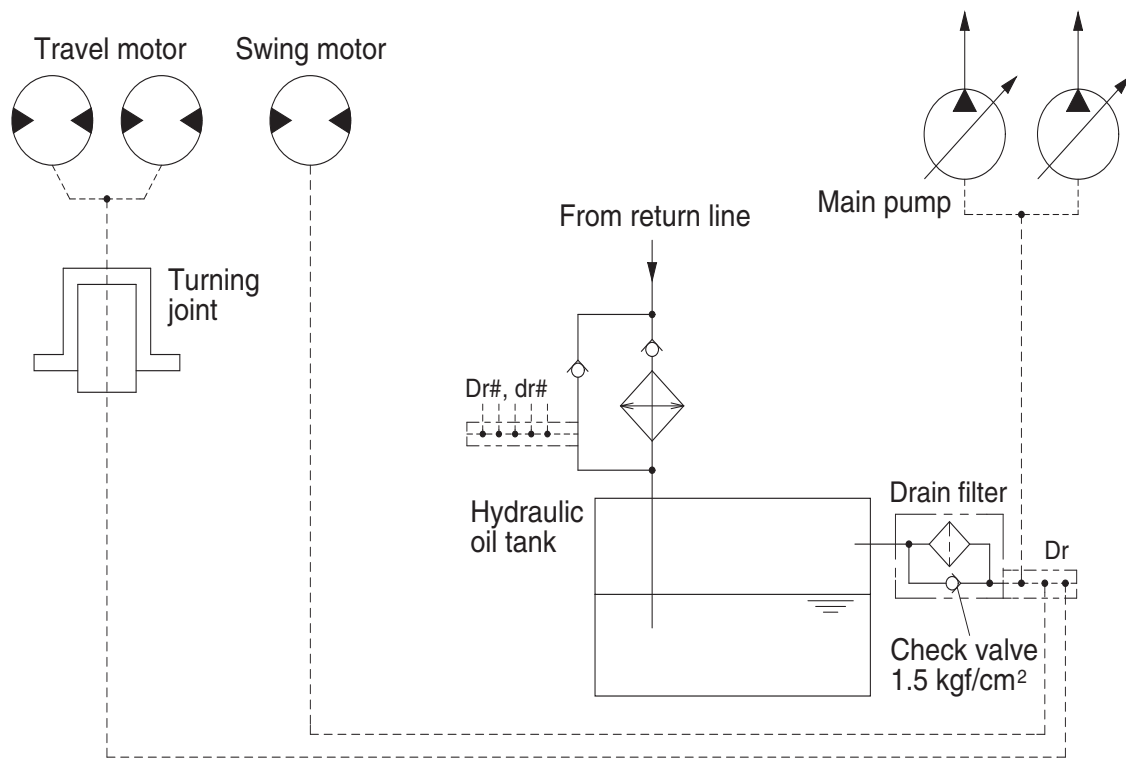 Travel motor
Swing motor
Main pump
From return line
Turning
joint
Dr#, dr#
Hydraulic
oil tank
Drain filter
Dr
Check valve
1.5 kgf/cm²